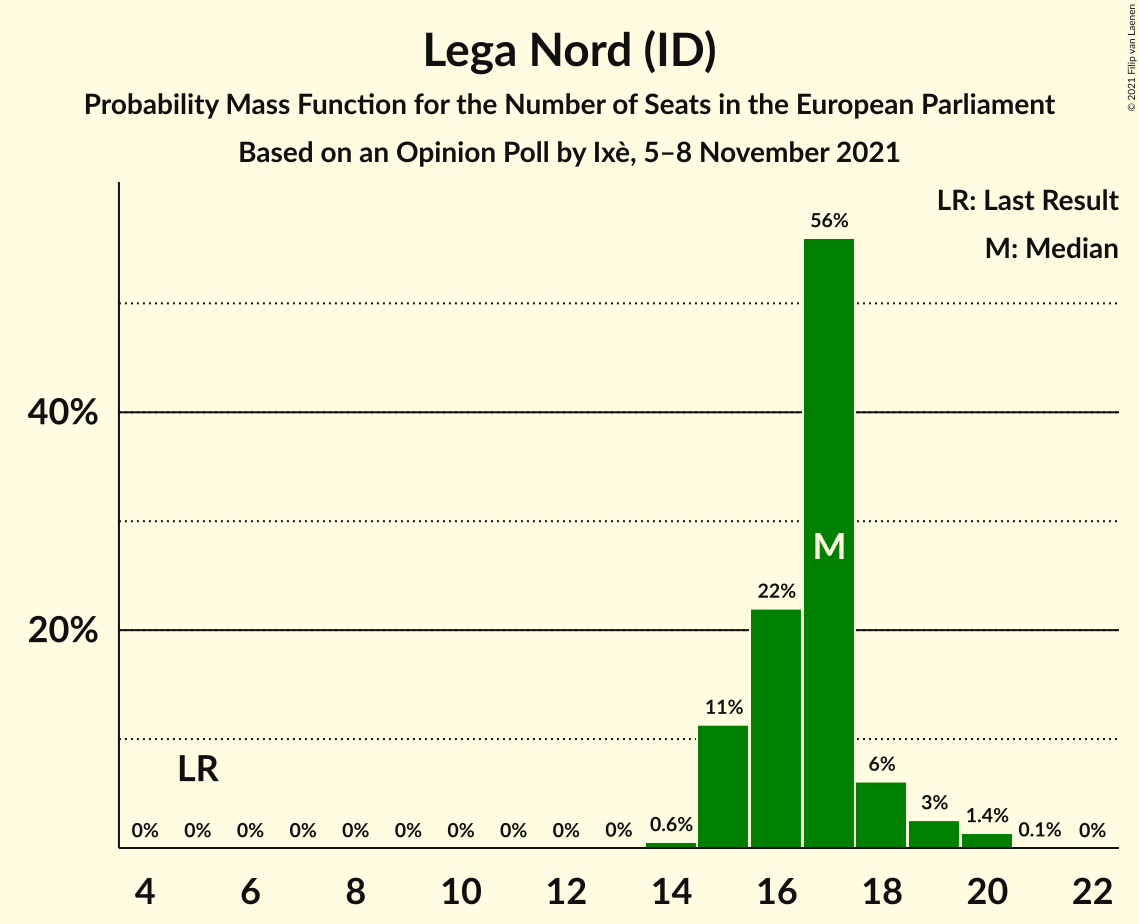 Lega Nord (ID)
Probability Mass Function for the Number of Seats in the European Parliament
Based on an Opinion Poll by Ixè, 5–8 November 2021
© 2021 Filip van Laenen
LR: Last Result
M: Median
56%
40%
M
22%
20%
11%
LR
6%
3%
0% 0% 0% 0% 0% 0% 0% 0% 0% 0% 0.6% 1.4% 0.1% 0%
4 6 8 10 12 14 16 18 20 22